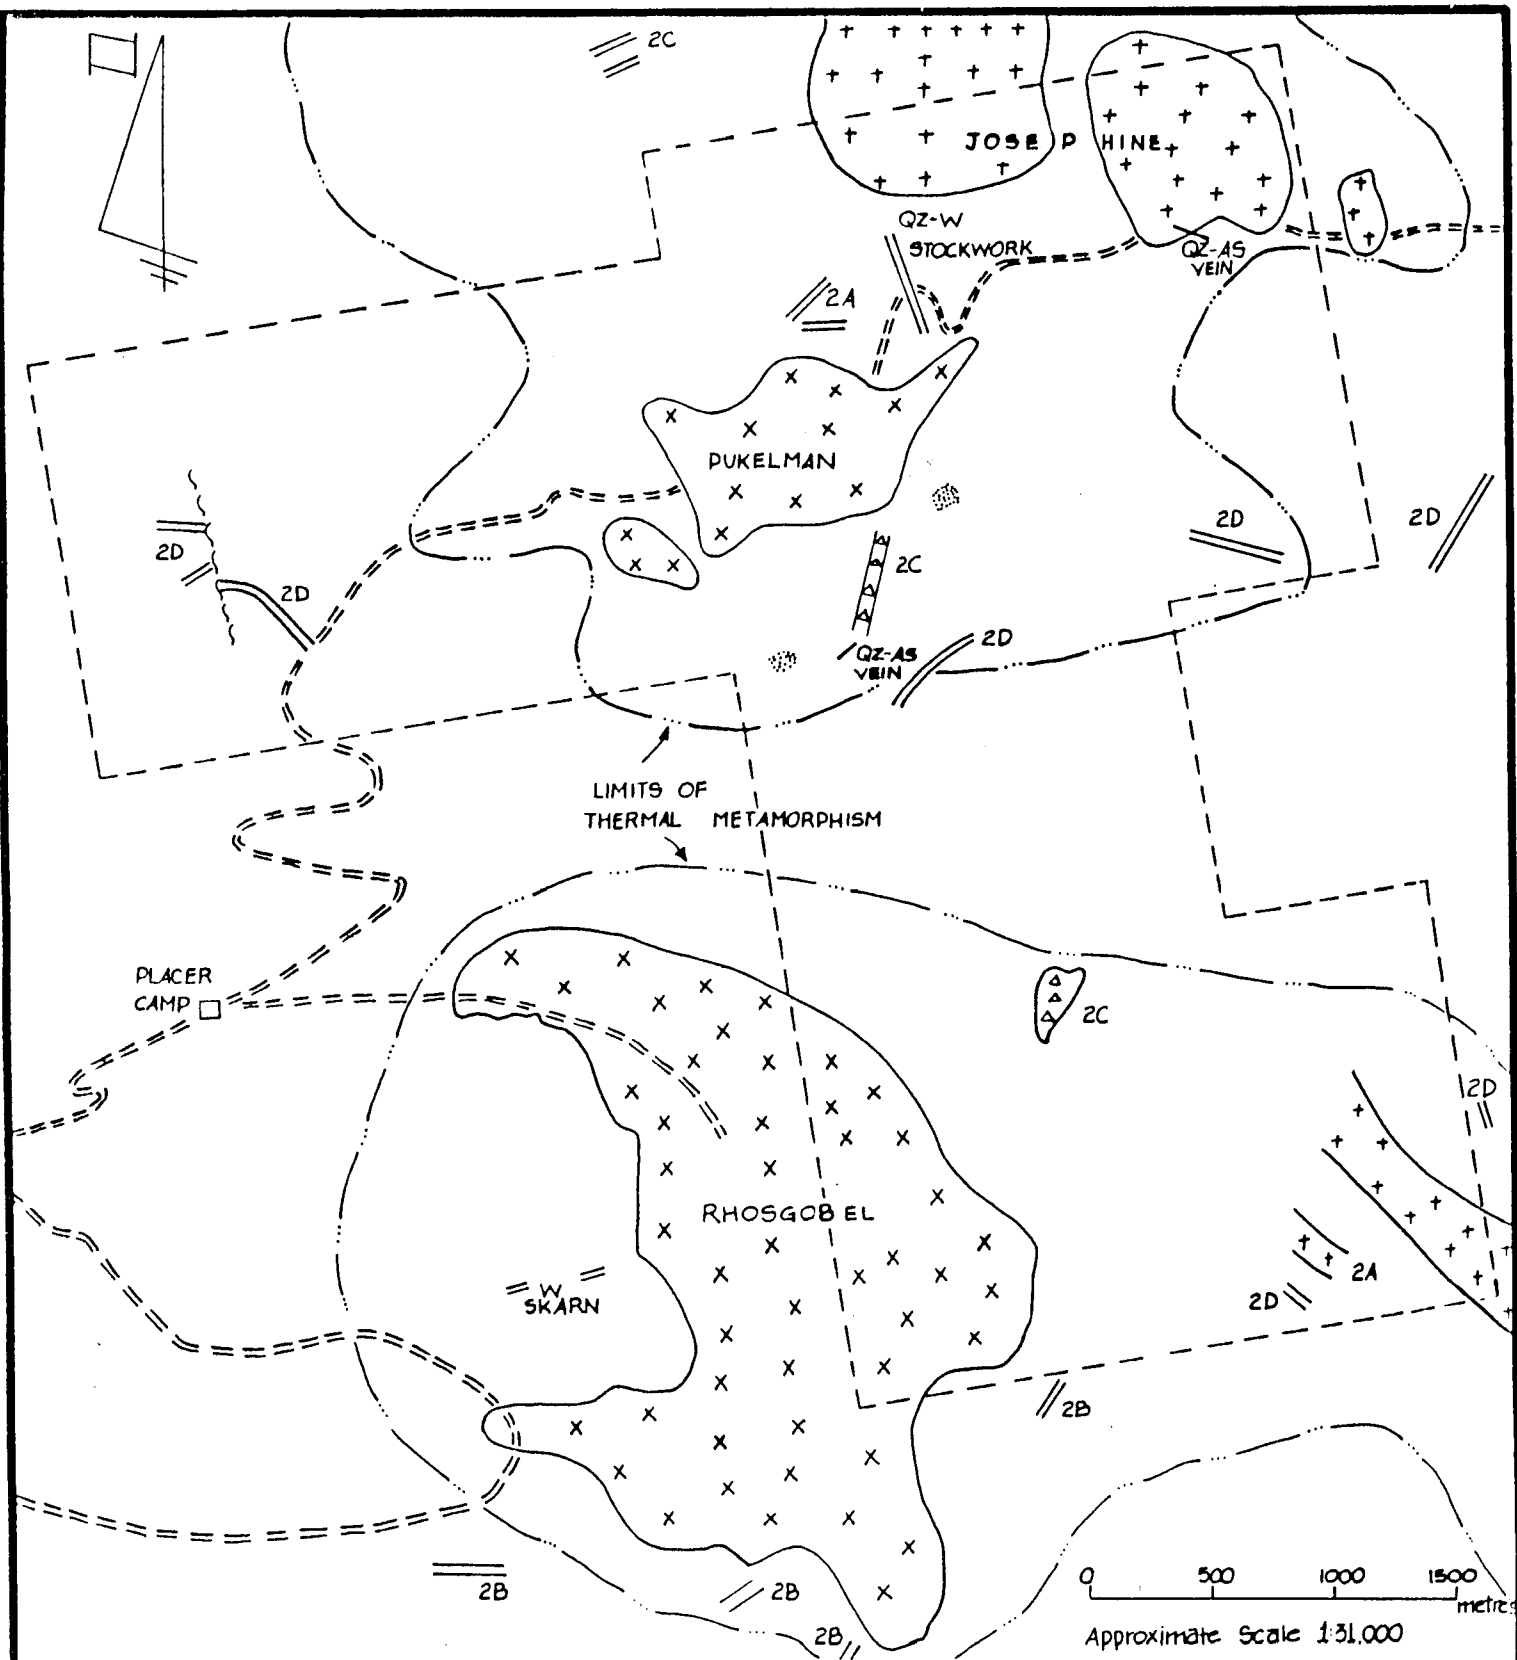 2C
JOSEPHINE
QZ-W
STOCKWORK
QZ-AS
VEIN
2A
DUKELMAN
2D
2D
2D
2D
2C
2D
QZ-AS
VEIN
LIMITS OF
THERMAL METAMORPHISM
PLACER
CAMP
2C
2D
RHOSGOBEL
2A
2D
W
SKARN
2B
2B
2B
2B
0 500 1000 1500
metres
Approximate Scale 1:31,000